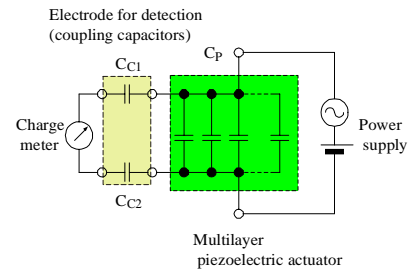 Electrode for detection
(coupling capacitors)
CP
CC1
Charge
meter
Power
supply
CC2
Multilayer
piezoelectric actuator